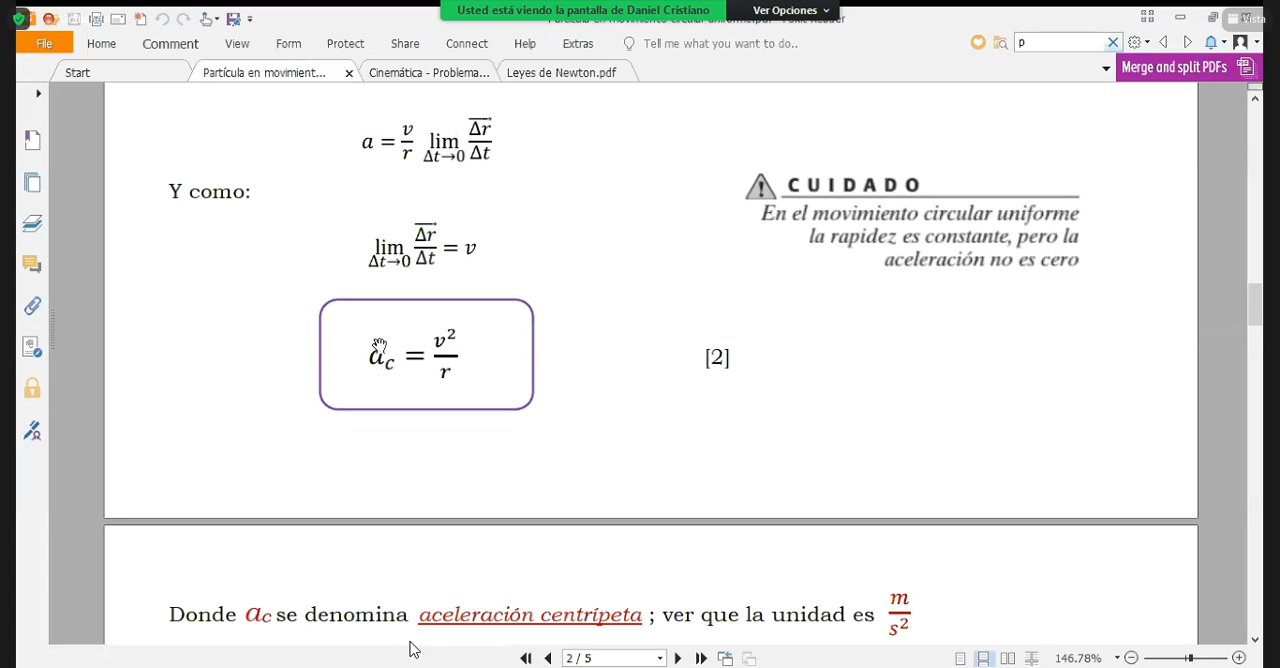 Usted está viendo la pantalla de Daniel Cristiano
Ver Opciones
Vista
File Home Comment View Form Protect Share Connect Help Extras Tell me what you want to do.. p
Start Partícula en movimient... Cinemática - Problema... Leyes de Newton.pdf Merge and split PDFs
a = v/r lim Δt→0 Δr/Δt
Y como:
lim Δt→0 Δr/Δt = v
a_c = v²/r [2]
CUIDADO
En el movimiento circular uniforme
la rapidez es constante, pero la
aceleración no es cero
Donde a_c se denomina aceleración centrípeta ; ver que la unidad es m/s²
2 / 5 146.78%